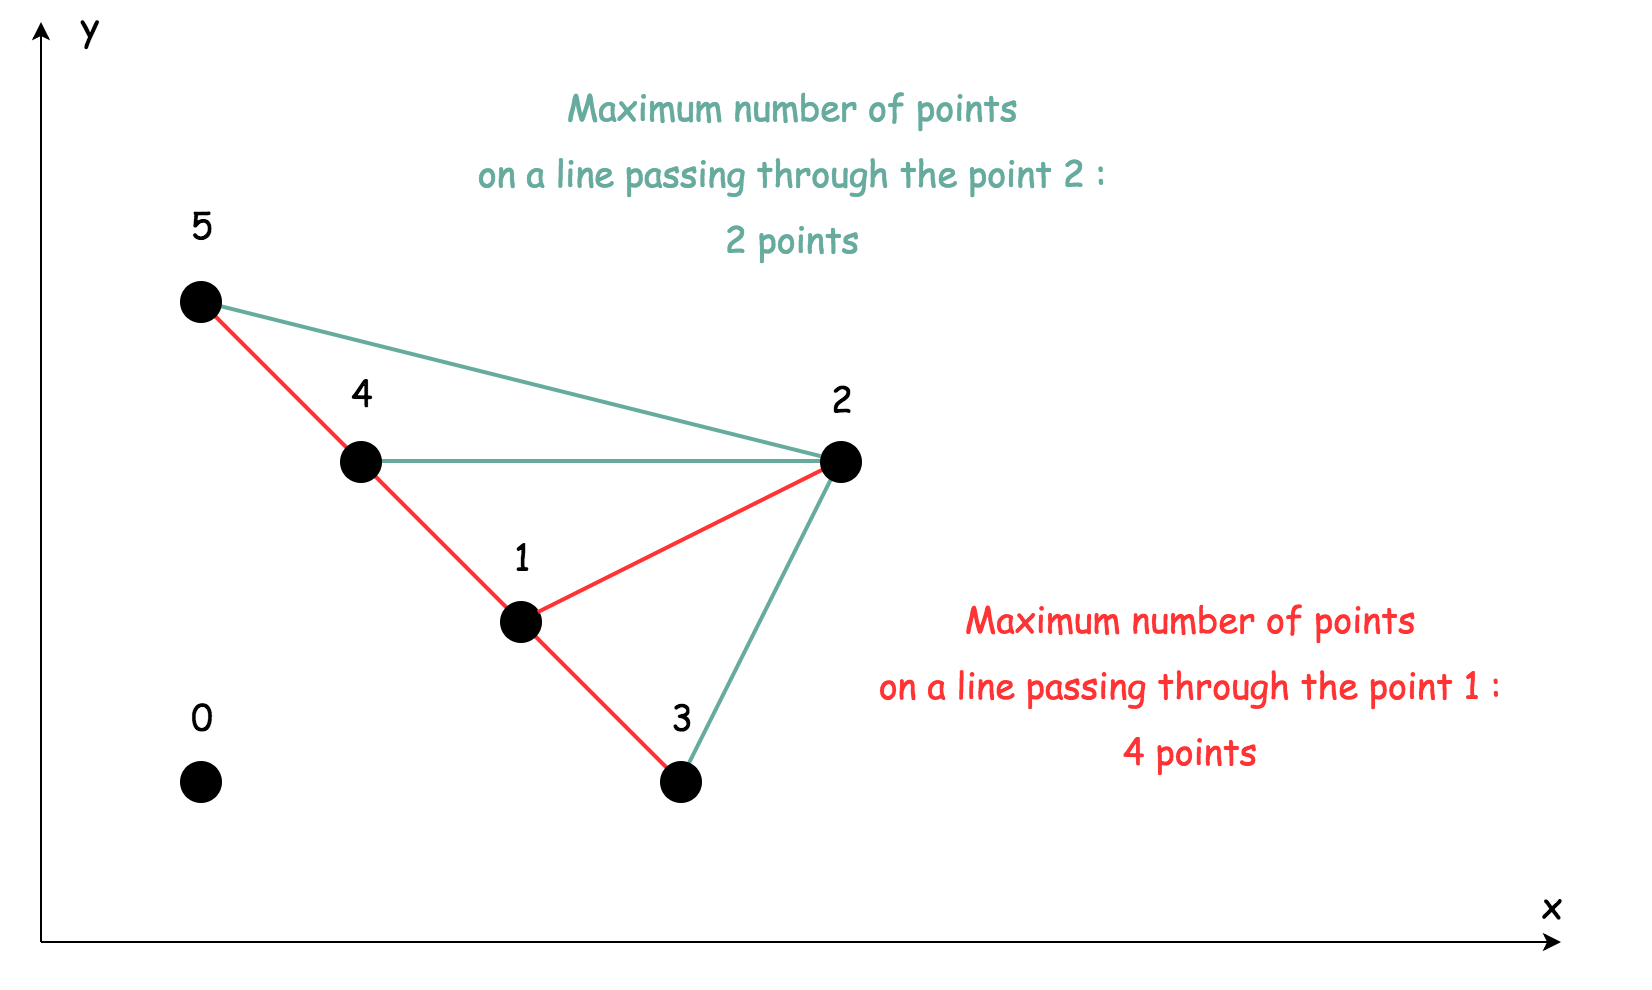 y
Maximum number of points
on a line passing through the point 2 :
2 points
5
4
2
1
Maximum number of points
on a line passing through the point 1 :
4 points
0
3
x